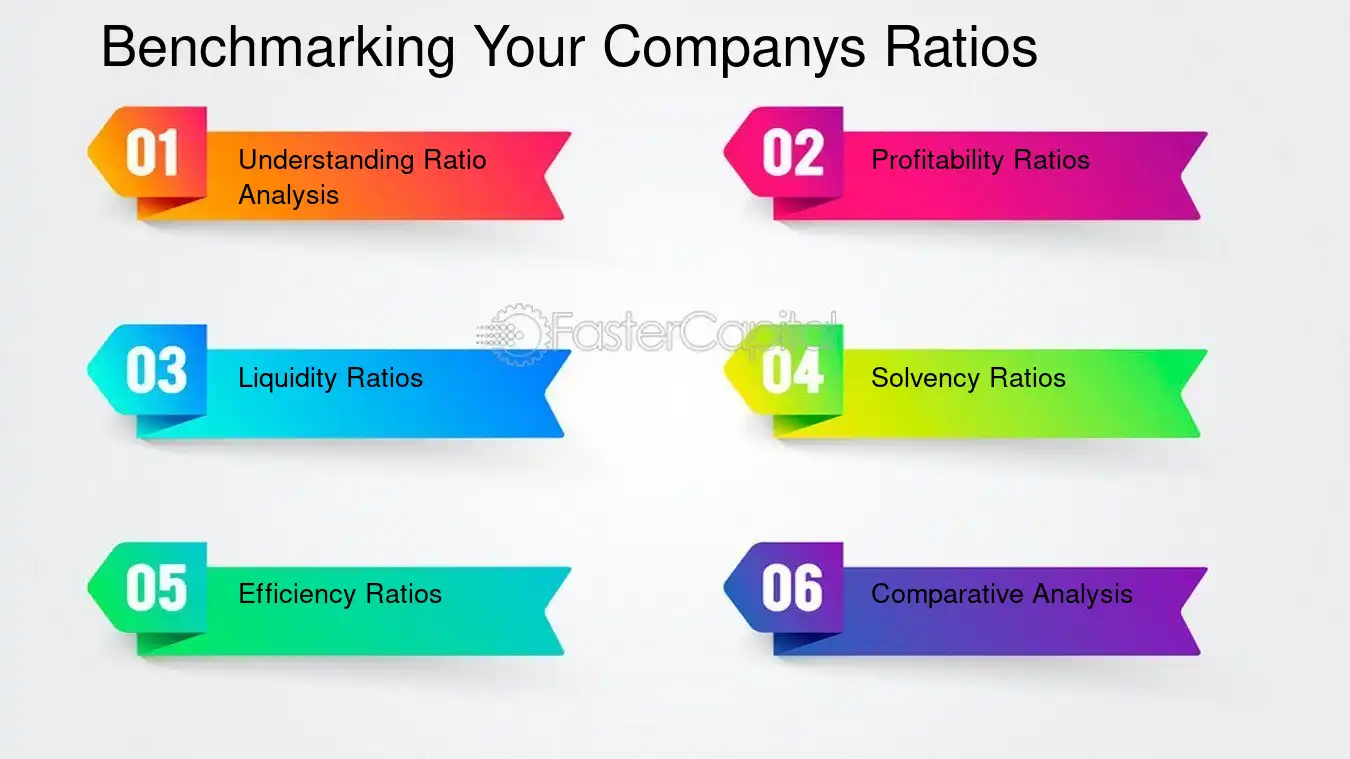 Benchmarking Your Companys Ratios
01
Understanding Ratio
Analysis
02
Profitability Ratios
FasterCapital
03
Liquidity Ratios
04
Solvency Ratios
05
Efficiency Ratios
06
Comparative Analysis